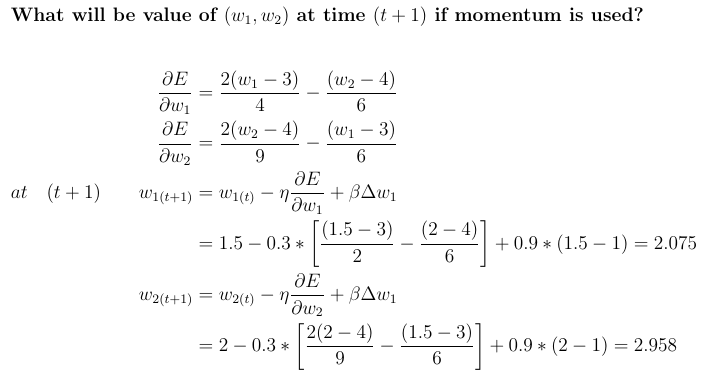 What will be value of (w₁, w₂) at time (t + 1) if momentum is used?
∂E/∂w₁ = 2(w₁ − 3)/4 − (w₂ − 4)/6
∂E/∂w₂ = 2(w₂ − 4)/9 − (w₁ − 3)/6
at (t + 1) w₁₍ₜ₊₁₎ = w₁₍ₜ₎ − η ∂E/∂w₁ + βΔw₁
= 1.5 − 0.3 * [(1.5 − 3)/2 − (2 − 4)/6] + 0.9 * (1.5 − 1) = 2.075
w₂₍ₜ₊₁₎ = w₂₍ₜ₎ − η ∂E/∂w₂ + βΔw₁
= 2 − 0.3 * [2(2 − 4)/9 − (1.5 − 3)/6] + 0.9 * (2 − 1) = 2.958